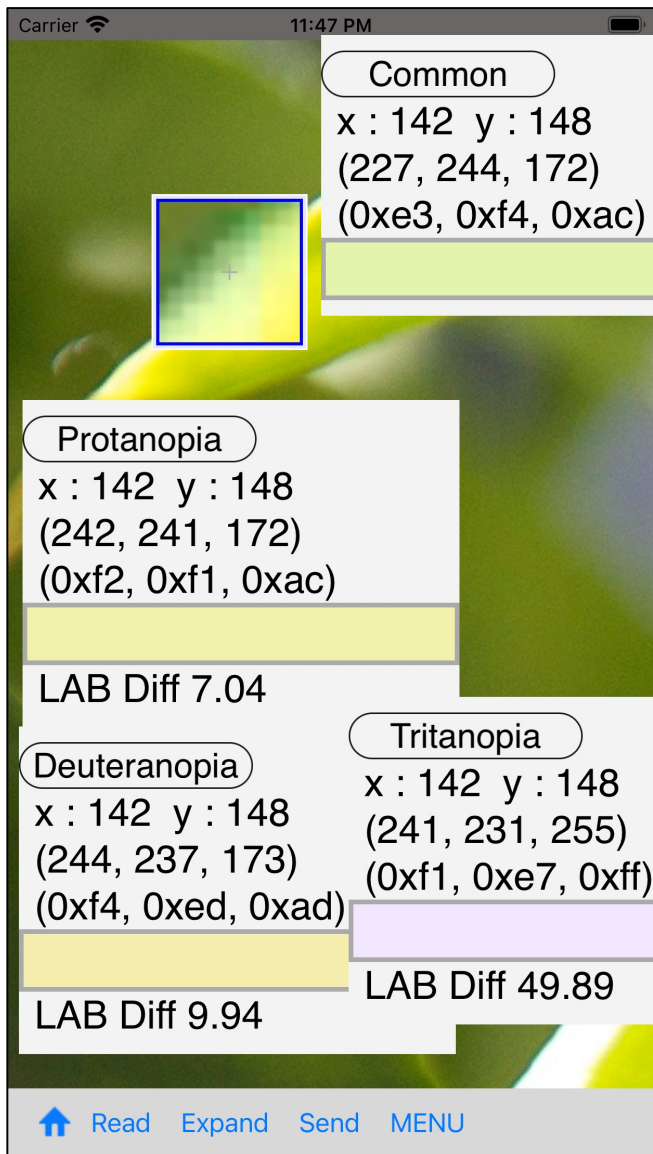 Carrier 11:47 PM
Common
x : 142 y : 148
(227, 244, 172)
(0xe3, 0xf4, 0xac)
Protanopia
x : 142 y : 148
(242, 241, 172)
(0xf2, 0xf1, 0xac)
LAB Diff 7.04
Deuteranopia
x : 142 y : 148
(244, 237, 173)
(0xf4, 0xed, 0xad)
LAB Diff 9.94
Tritanopia
x : 142 y : 148
(241, 231, 255)
(0xf1, 0xe7, 0xff)
LAB Diff 49.89
Read Expand Send MENU